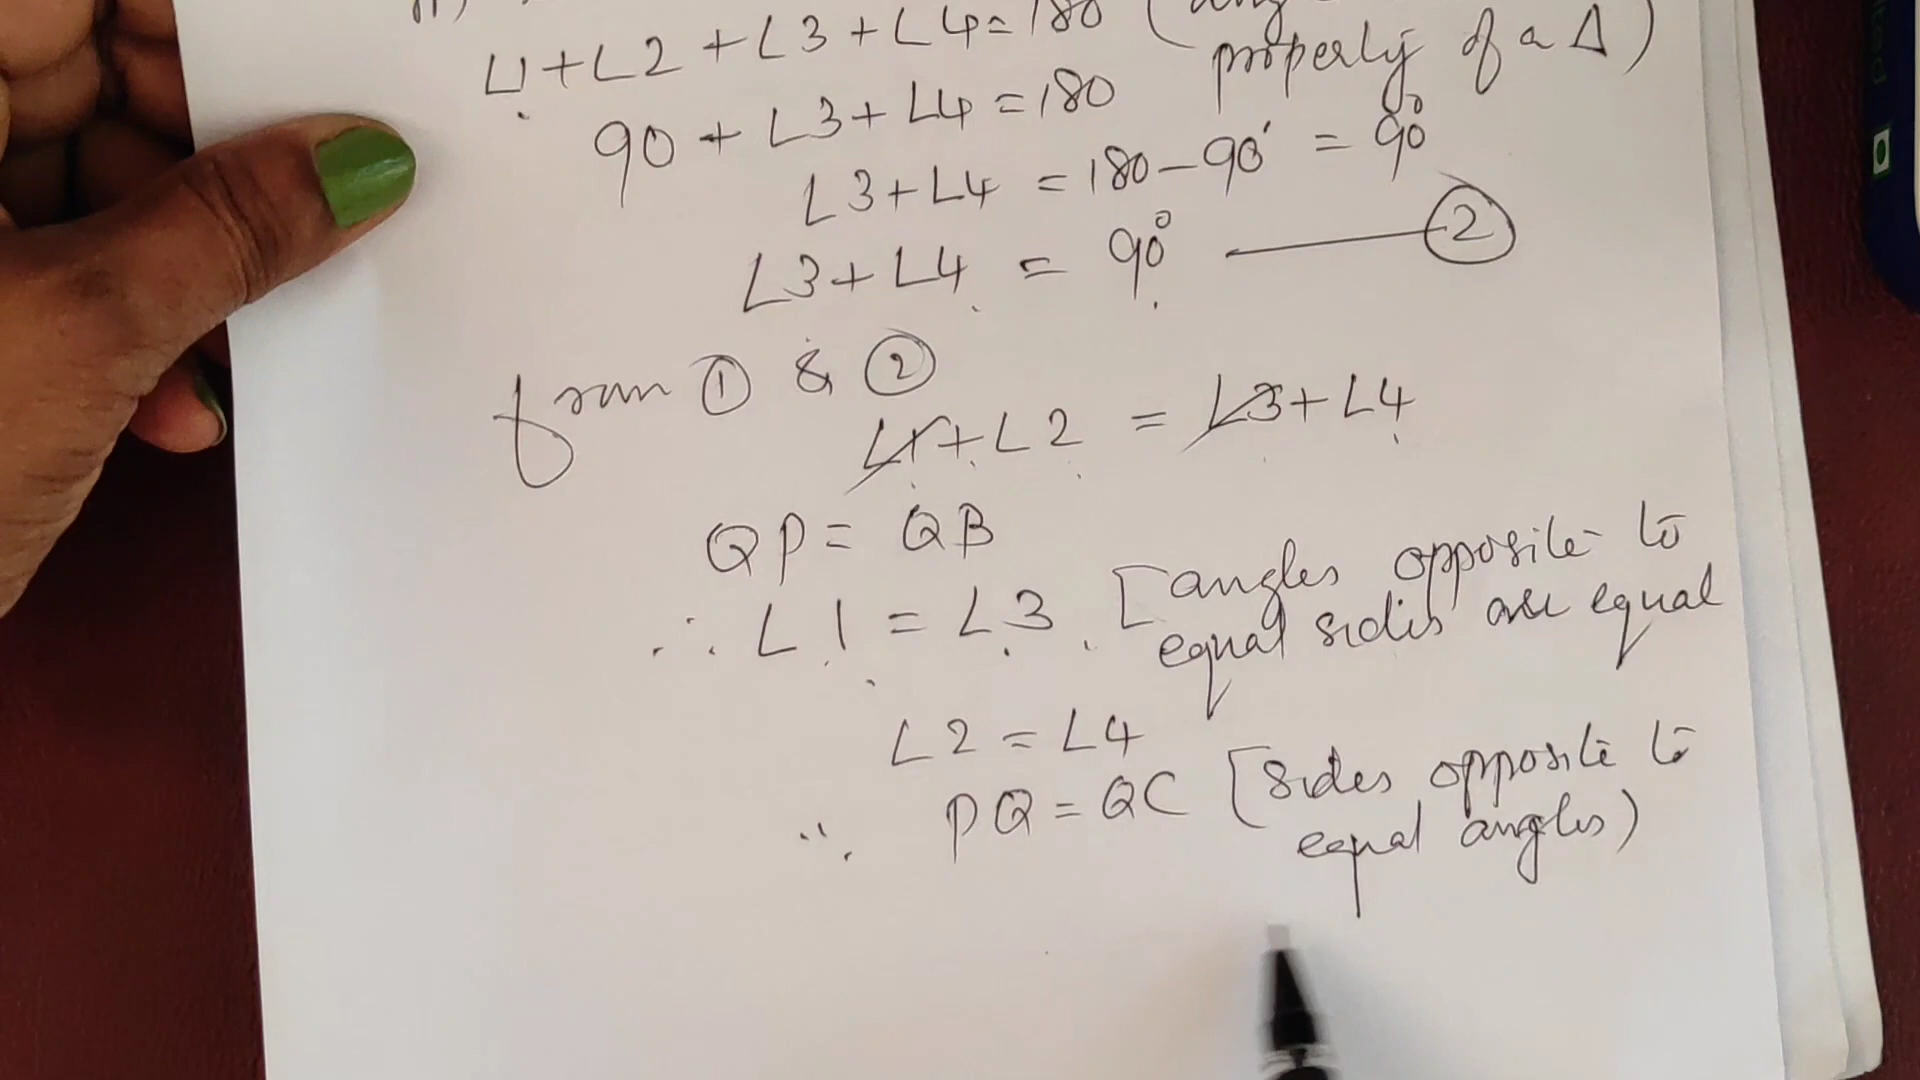 ∠1+∠2+∠3+∠4=180 (
property of a Δ)
90+∠3+∠4=180
∠3+∠4=180-90°=90°
∠3+∠4=90° —— ②
from ① & ②
∠1+∠2=∠3+∠4
QP=QB
∴ ∠1=∠3. [angles opposite to
equal sides are equal
∠2=∠4
∴ PQ=QC [sides opposite to
equal angles)